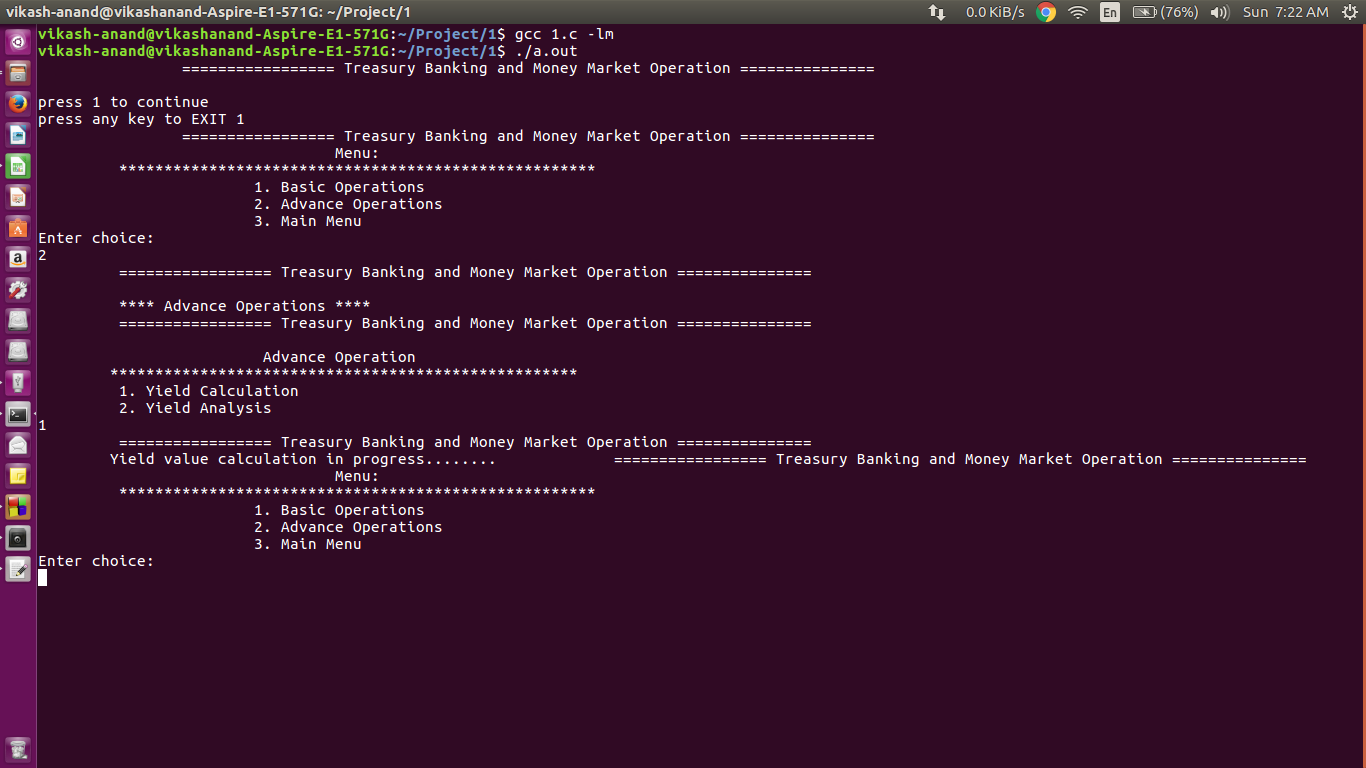 vikash-anand@vikashanand-Aspire-E1-571G: ~/Project/1 0.0 KiB/s En (76%) Sun 7:22 AM
vikash-anand@vikashanand-Aspire-E1-571G:~/Project/1$ gcc 1.c -lm
vikash-anand@vikashanand-Aspire-E1-571G:~/Project/1$ ./a.out
================= Treasury Banking and Money Market Operation ===============
press 1 to continue
press any key to EXIT 1
================= Treasury Banking and Money Market Operation ===============
Menu:
*****************************************************
1. Basic Operations
2. Advance Operations
3. Main Menu
Enter choice:
2
================= Treasury Banking and Money Market Operation ===============
**** Advance Operations ****
================= Treasury Banking and Money Market Operation ===============
Advance Operation
****************************************************
1. Yield Calculation
2. Yield Analysis
1
================= Treasury Banking and Money Market Operation ===============
Yield value calculation in progress........ ================= Treasury Banking and Money Market Operation ===============
Menu:
*****************************************************
1. Basic Operations
2. Advance Operations
3. Main Menu
Enter choice: